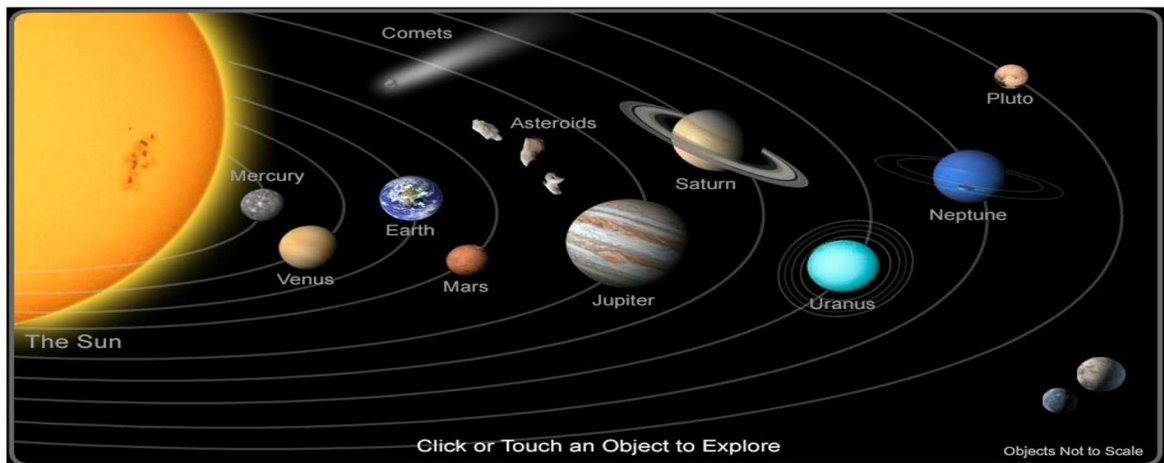 Comets
Pluto
Asteroids
Mercury
Saturn
Neptune
Earth
Venus
Mars
Jupiter
Uranus
The Sun
Click or Touch an Object to Explore
Objects Not to Scale